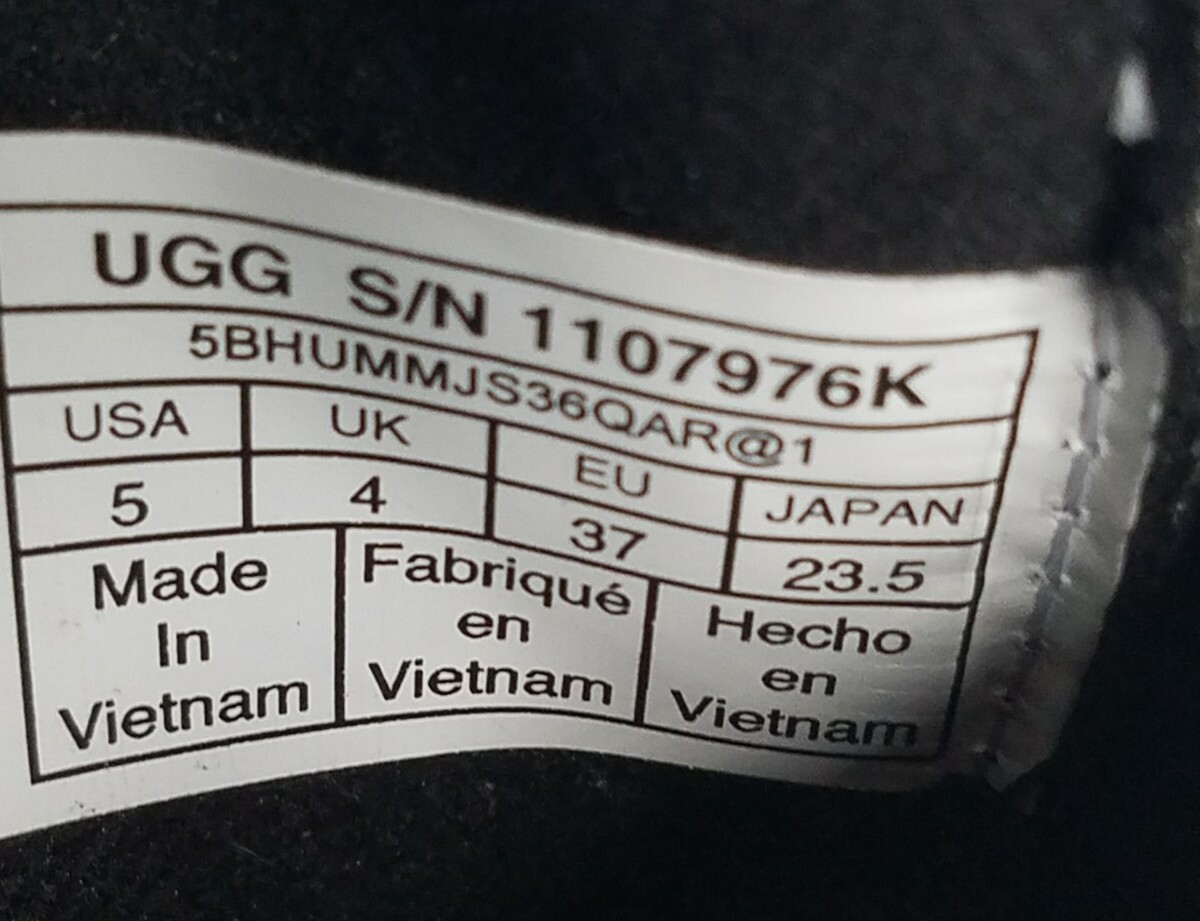 UGG S/N 1107976K
5BHUMMJS36QAR@1
USA UK EU JAPAN
5 4 37 23.5
Made In Vietnam
Fabriqué en Vietnam
Hecho en Vietnam